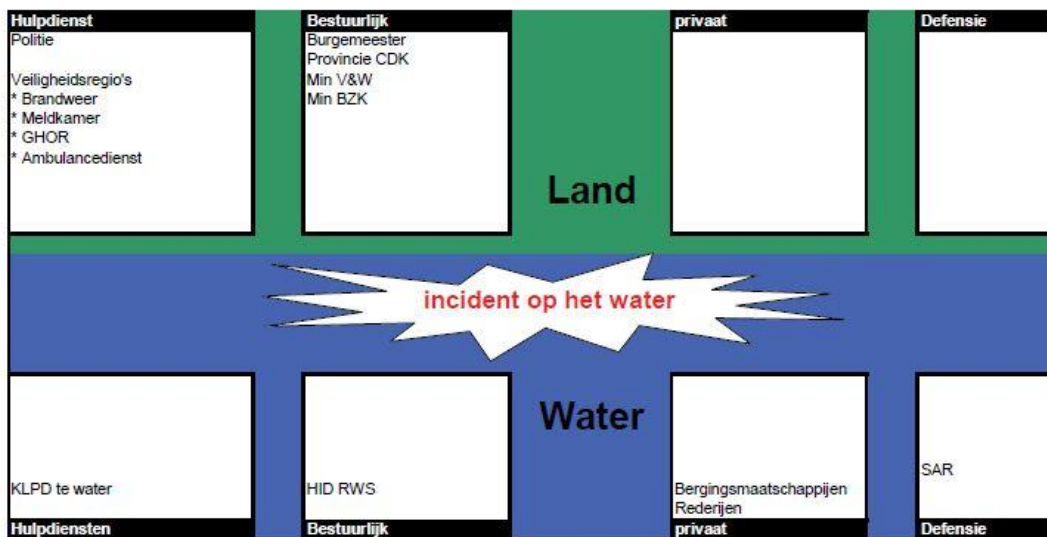 Hulpdienst
Politie
Veiligheidsregio's
* Brandweer
* Meldkamer
* GHOR
* Ambulancedienst
Bestuurlijk
Burgemeester
Provincie CDK
Min V&W
Min BZK
privaat
Defensie
Land
incident op het water
Water
KLPD te water
Hulpdiensten
HID RWS
Bestuurlijk
Bergingsmaatschappijen
Rederijen
privaat
SAR
Defensie